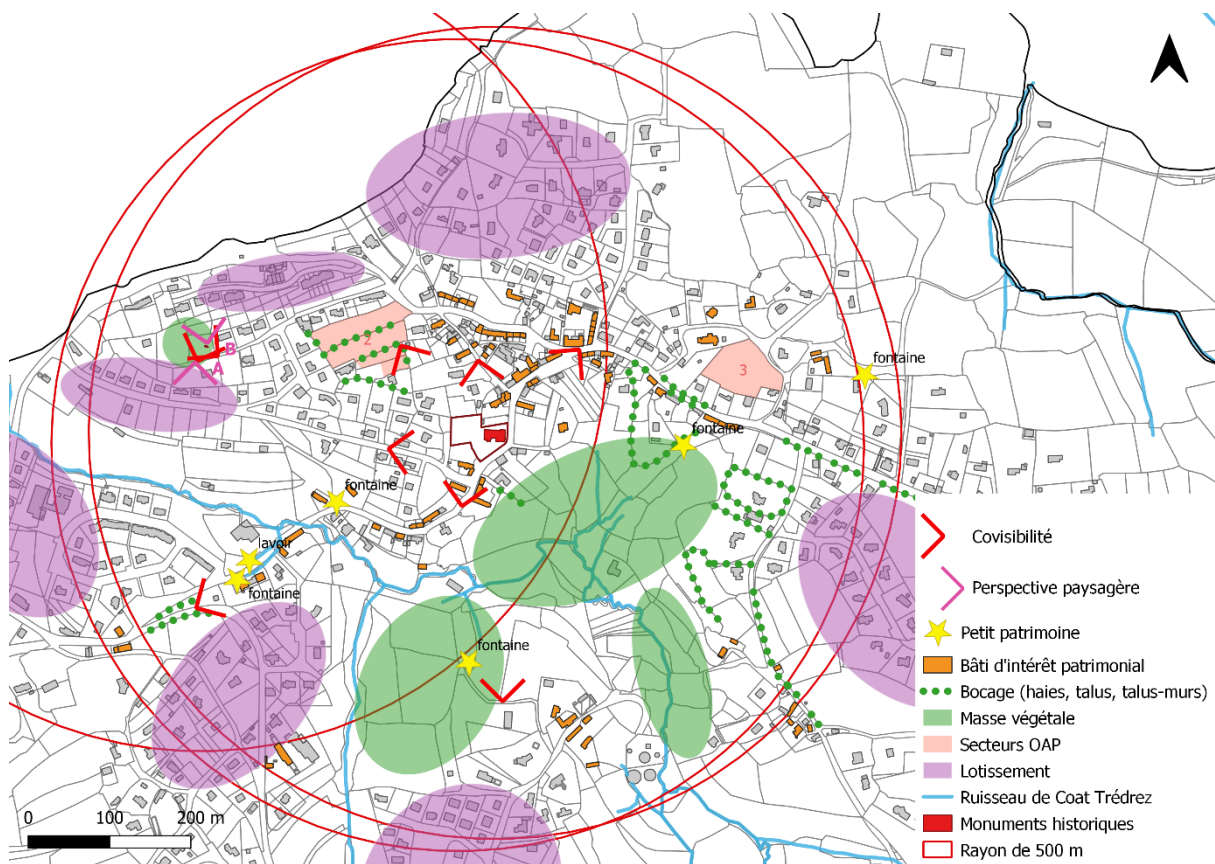 2
B
A
3
fontaine
fontaine
fontaine
lavoir
fontaine
fontaine
0 100 200 m
Covisibilité
Perspective paysagère
Petit patrimoine
Bâti d'intérêt patrimonial
Bocage (haies, talus, talus-murs)
Masse végétale
Secteurs OAP
Lotissement
Ruisseau de Coat Trédrez
Monuments historiques
Rayon de 500 m